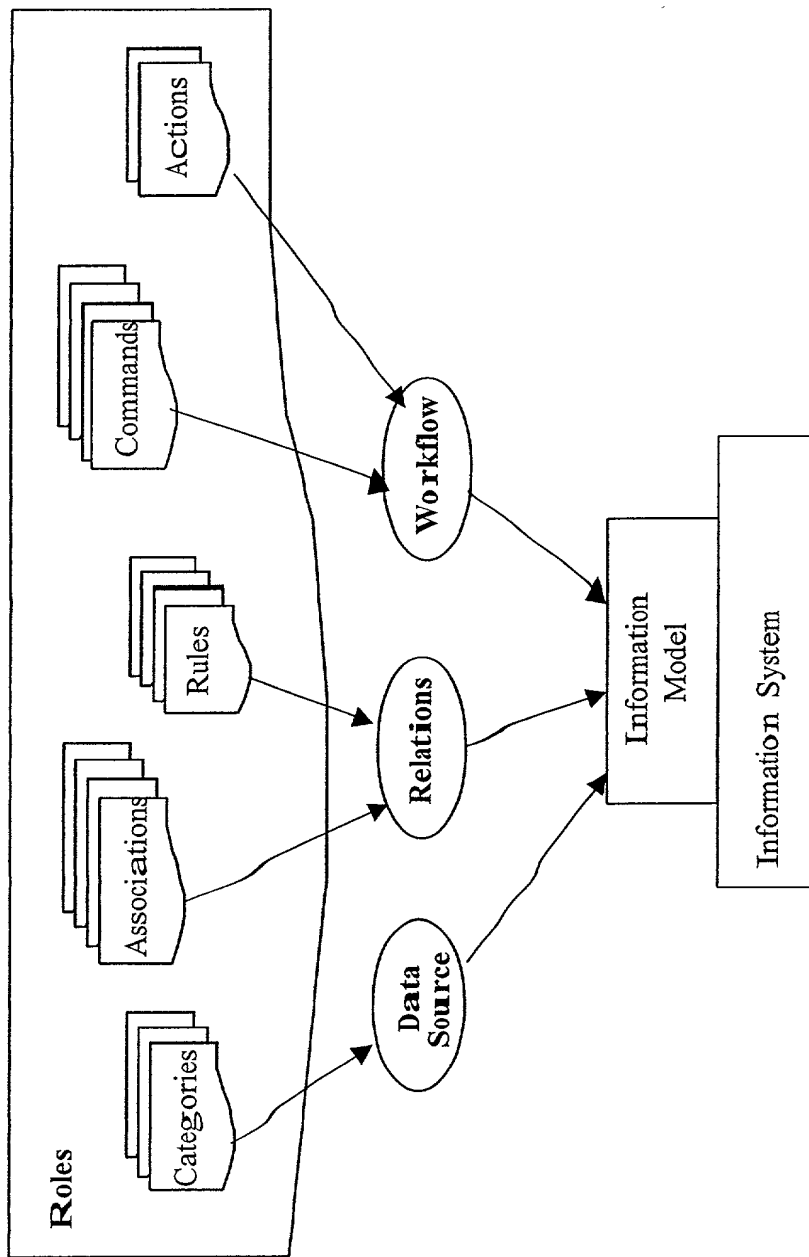 Roles
Categories
Associations
Rules
Commands
Actions
Data
Source
Relations
Workflow
Information
Model
Information System